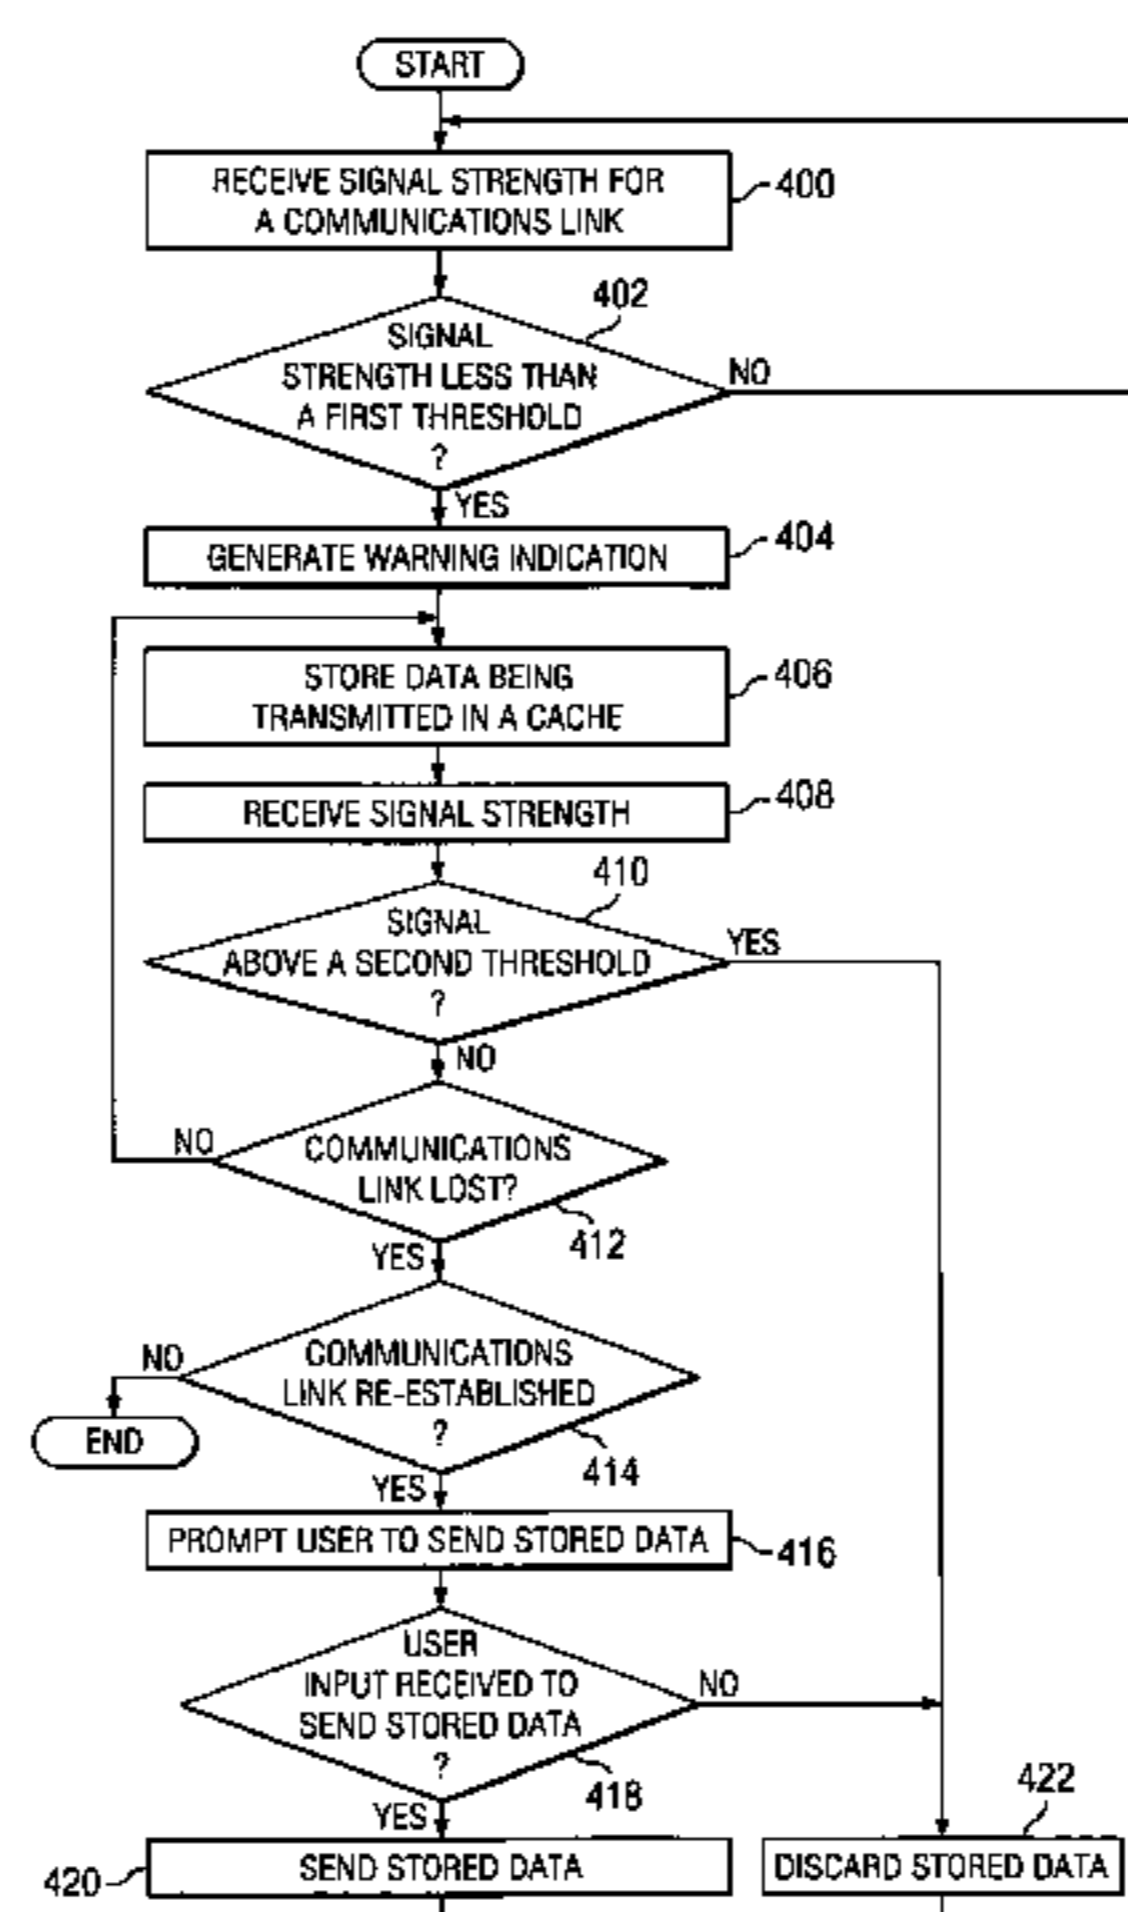 START
RECEIVE SIGNAL STRENGTH FOR
A COMMUNICATIONS LINK
400
402
SIGNAL
STRENGTH LESS THAN
A FIRST THRESHOLD
?
NO
YES
GENERATE WARNING INDICATION
404
STORE DATA BEING
TRANSMITTED IN A CACHE
406
RECEIVE SIGNAL STRENGTH
408
410
SIGNAL
ABOVE A SECOND THRESHOLD
?
YES
NO
COMMUNICATIONS
LINK LOST?
NO
412
YES
COMMUNICATIONS
LINK RE-ESTABLISHED
?
NO
END
414
YES
PROMPT USER TO SEND STORED DATA
416
USER
INPUT RECEIVED TO
SEND STORED DATA
?
NO
418
YES
420
SEND STORED DATA
422
DISCARD STORED DATA